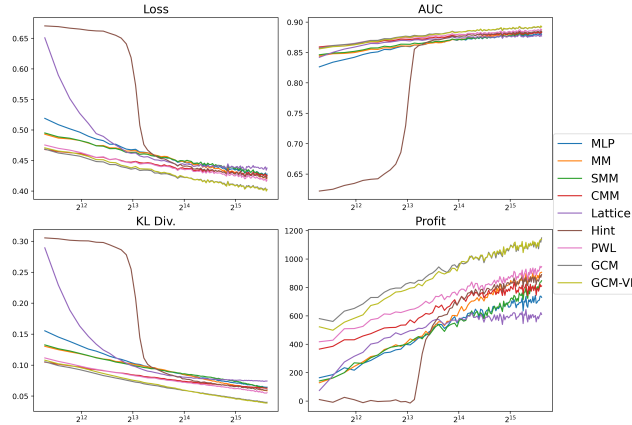 Loss
0.65
0.60
0.55
0.50
0.45
0.40
2^12 2^13 2^14 2^15
AUC
0.90
0.85
0.80
0.75
0.70
0.65
2^12 2^13 2^14 2^15
KL Div.
0.30
0.25
0.20
0.15
0.10
0.05
2^12 2^13 2^14 2^15
Profit
1200
1000
800
600
400
200
0
2^12 2^13 2^14 2^15
MLP
MM
SMM
CMM
Lattice
Hint
PWL
GCM
GCM-VI